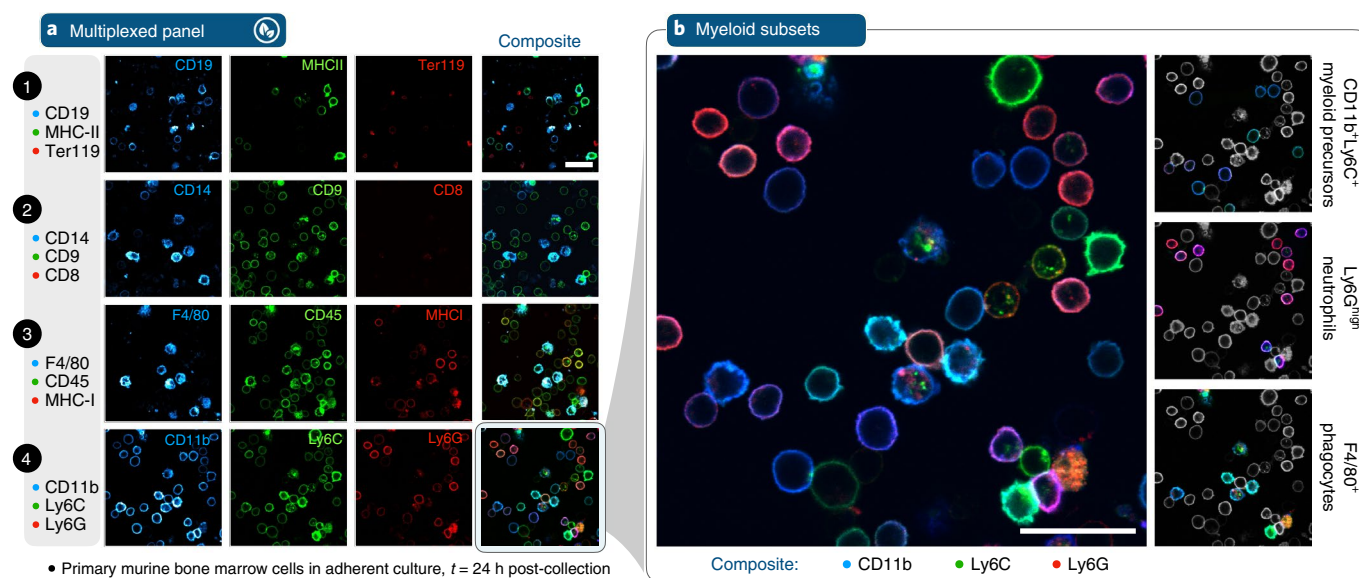 a Multiplexed panel
Composite
1
CD19
MHC-II
Ter119
CD19
MHCII
Ter119
2
CD14
CD9
CD8
CD14
CD9
CD8
3
F4/80
CD45
MHC-I
F4/80
CD45
MHCI
4
CD11b
Ly6C
Ly6G
CD11b
Ly6C
Ly6G
• Primary murine bone marrow cells in adherent culture, t = 24 h post-collection
b Myeloid subsets
CD11b⁺Ly6C⁺
myeloid precursors
Ly6Gʰⁱᵍʰ
neutrophils
F4/80⁺
phagocytes
Composite: • CD11b • Ly6C • Ly6G